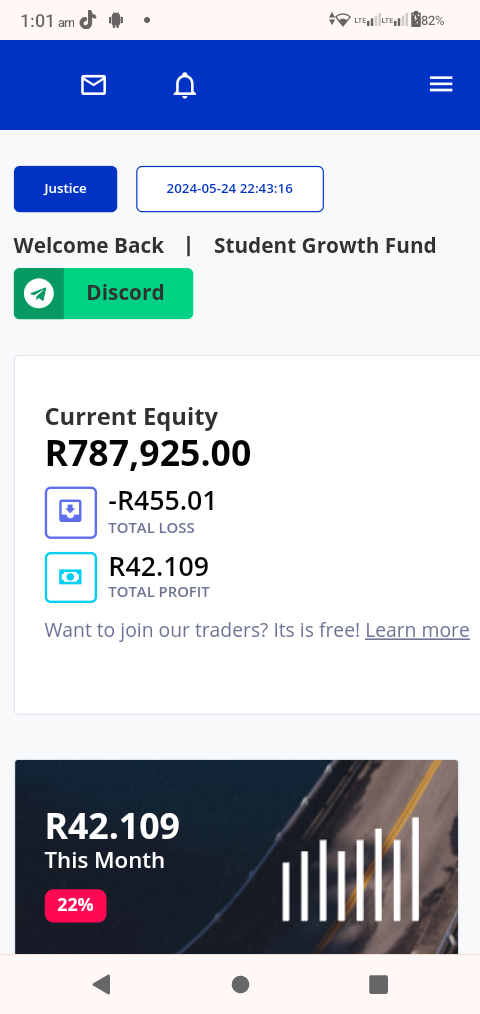 1:01 am LTE LTE 82%
Justice 2024-05-24 22:43:16
Welcome Back | Student Growth Fund
Discord
Current Equity
R787,925.00
-R455.01
TOTAL LOSS
R42.109
TOTAL PROFIT
Want to join our traders? Its is free! Learn more
R42.109
This Month
22%